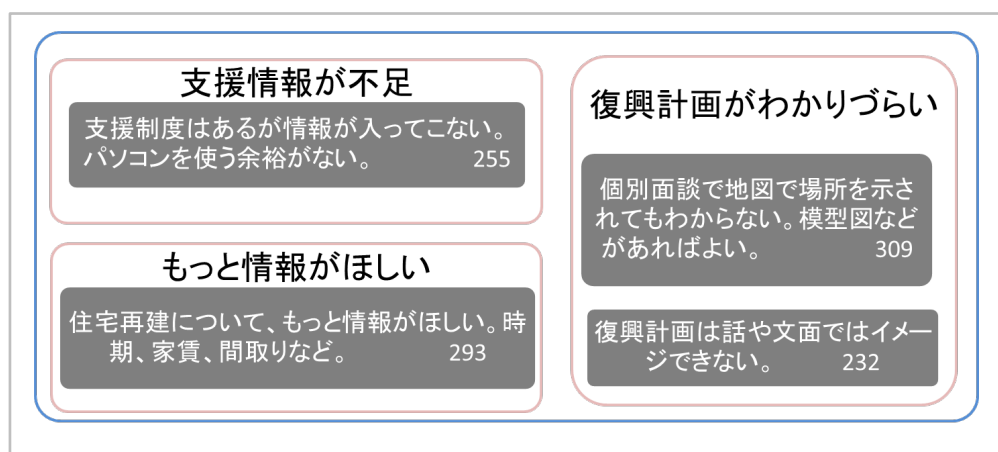 支援情報が不足
支援制度はあるが情報が入ってこない。
パソコンを使う余裕がない。 255
もっと情報がほしい
住宅再建について、もっと情報がほしい。時
期、家賃、間取りなど。 293
復興計画がわかりづらい
個別面談で地図で場所を示さ
れてもわからない。模型図など
があればよい。 309
復興計画は話や文面ではイメー
ジできない。 232